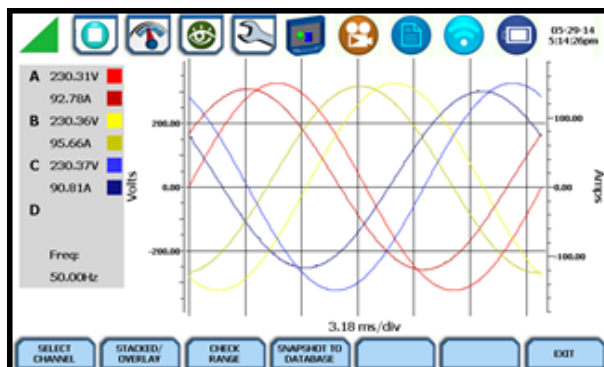 05-29-14
5:14:26pm
A 230.31V
92.78A
B 230.36V
95.66A
C 230.37V
90.81A
D
Freq:
50.00Hz
Volts
200.00
0.00
-200.00
Amps
100.00
0.00
-100.00
3.18 ms/div
SELECT CHANNEL
STACKED/ OVERLAY
CHECK RANGE
SNAPSHOT TO DATABASE
EXIT